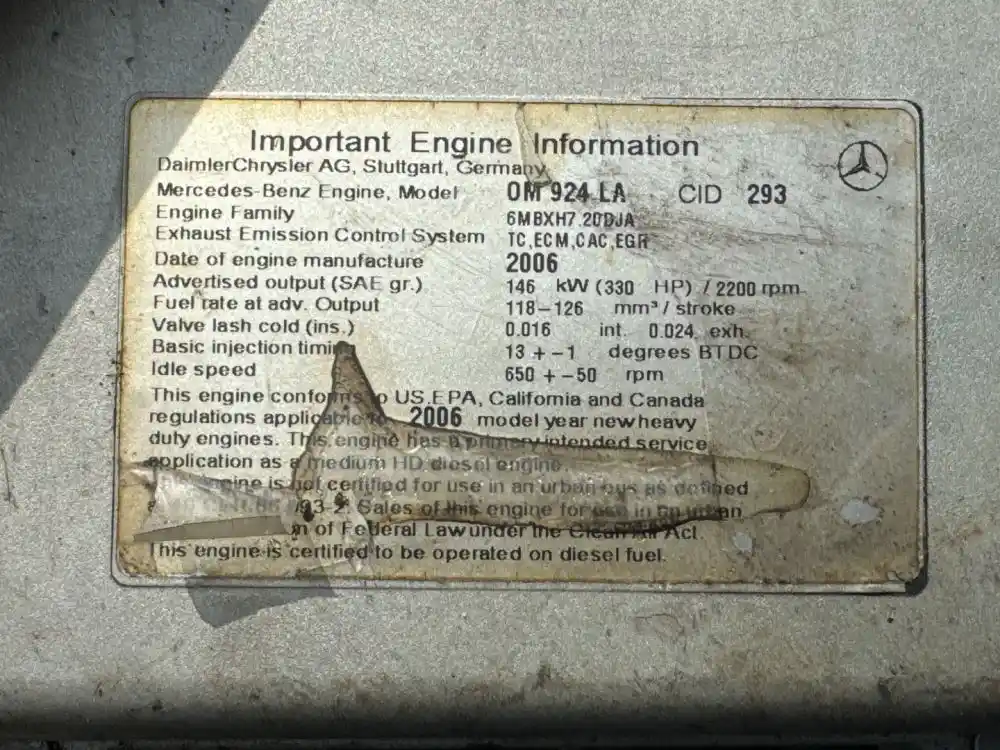 Important Engine Information
DaimlerChrysler AG, Stuttgart, Germany
Mercedes-Benz Engine, Model OM 924 LA CID 293
Engine Family 6MBXH7.20DJA
Exhaust Emission Control System TC,ECM,CAC,EGR
Date of engine manufacture 2006
Advertised output (SAE gr.) 146 kW (330 HP) / 2200 rpm
Fuel rate at adv. Output 118-126 mm³/ stroke
Valve lash cold (ins.) 0.016 int. 0.024 exh.
Basic injection timing 13 +-1 degrees BTDC
Idle speed 650 +-50 rpm
This engine conforms to US.EPA, California and Canada
regulations applicable to 2006 model year new heavy
duty engines. This engine has a primary intended service
application as a medium HD diesel engine.
engine is not certified for use in an urban bus as defined
93-2. Sales of this engine for use in an urban
of Federal Law under the Clean Air Act.
This engine is certified to be operated on diesel fuel.